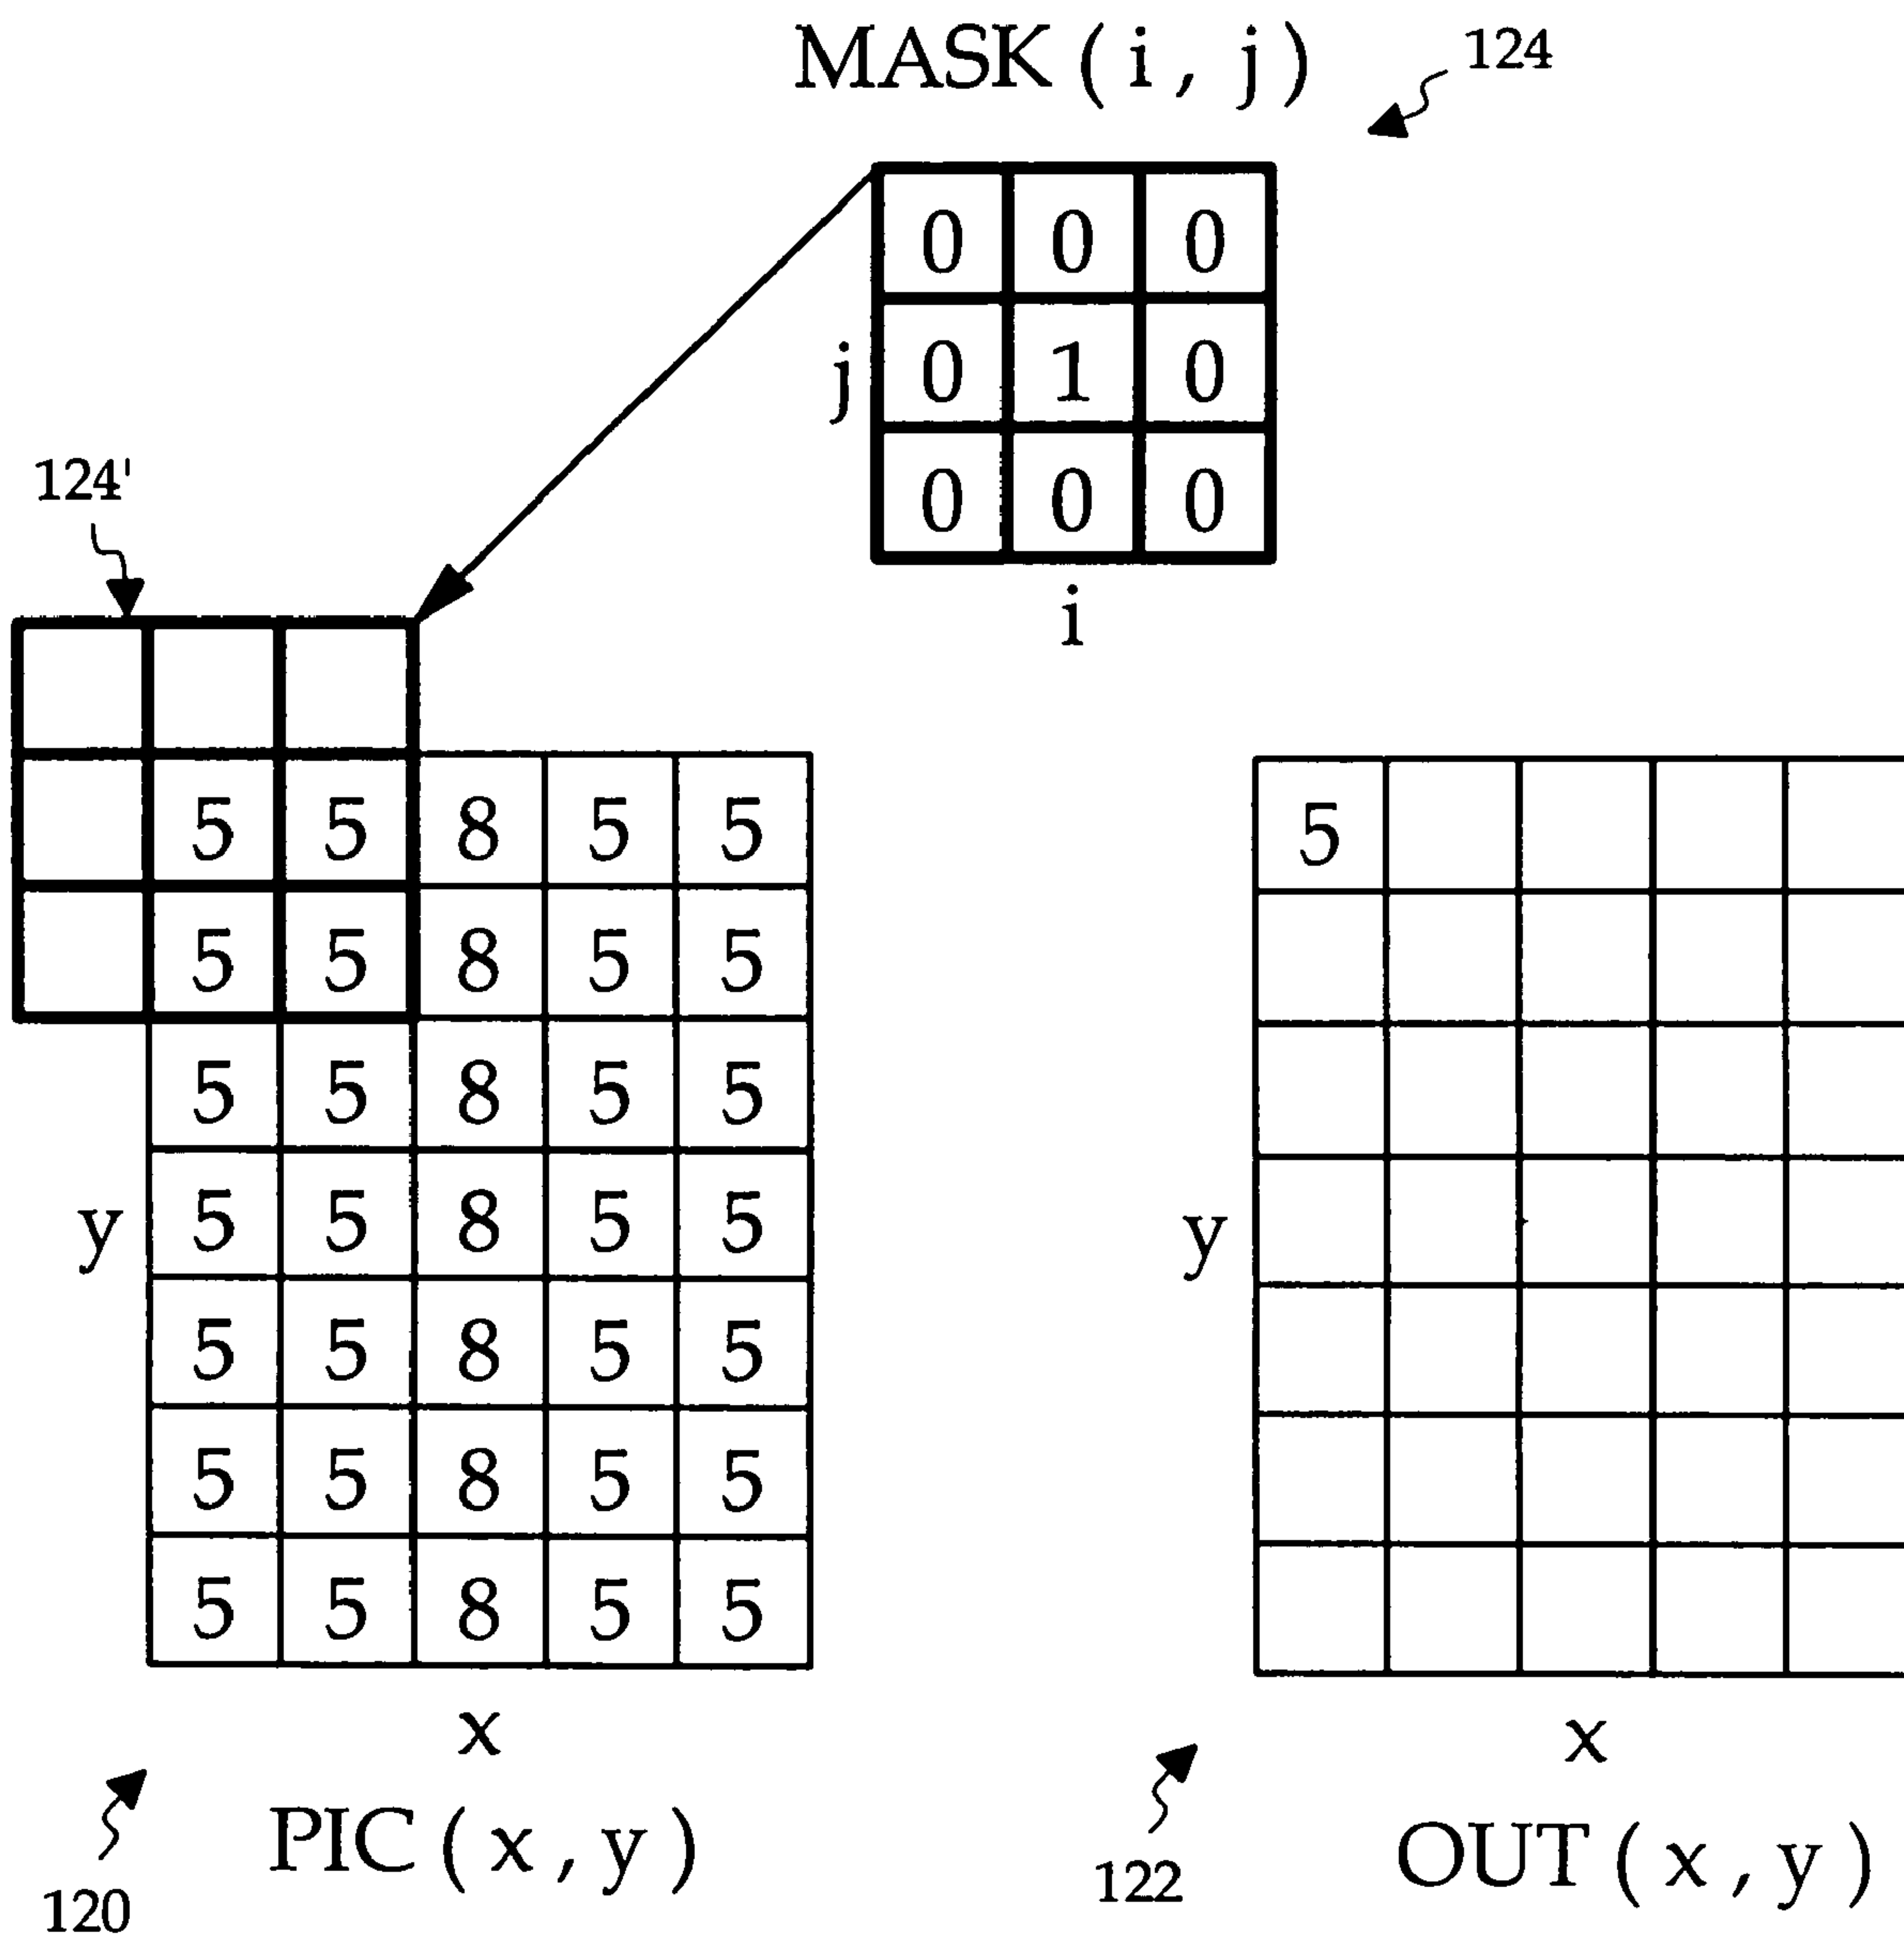 MASK ( i , j )
124
0 0 0
j
0 1 0
0 0 0
i
124'
5 5 8 5 5
5 5 8 5 5
5 5 8 5 5
5 5 8 5 5
5 5 8 5 5
5 5 8 5 5
5 5 8 5 5
y
x
120
PIC ( x , y )
5
y
x
122
OUT ( x , y )